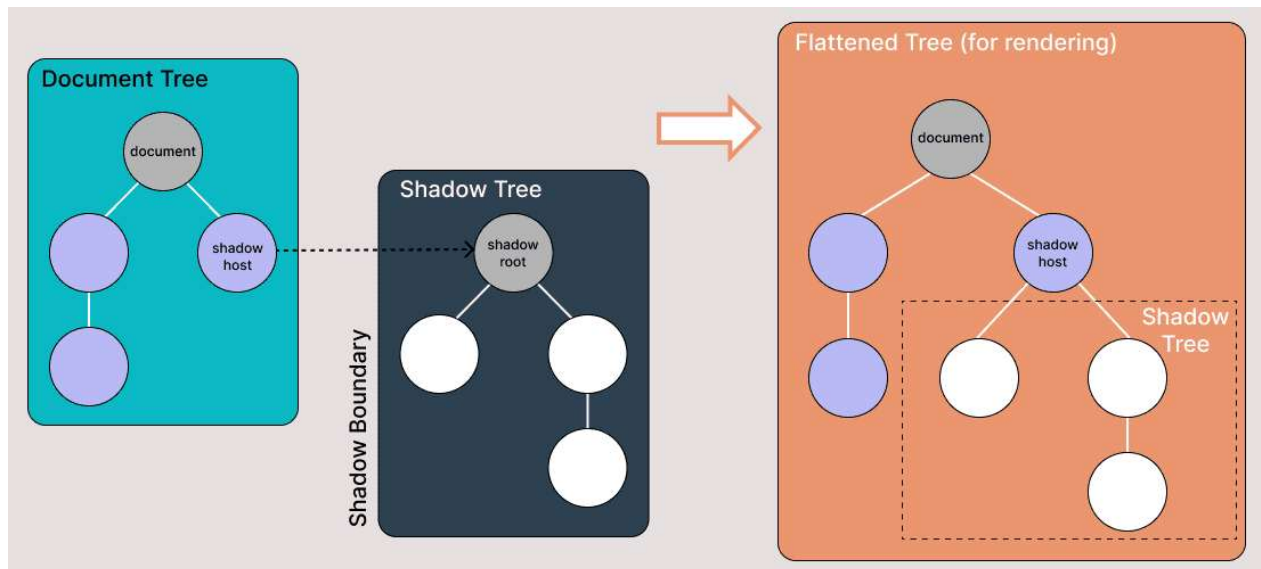 Document Tree
document
shadow
host
Shadow Boundary
Shadow Tree
shadow
root
Flattened Tree (for rendering)
document
shadow
host
Shadow
Tree